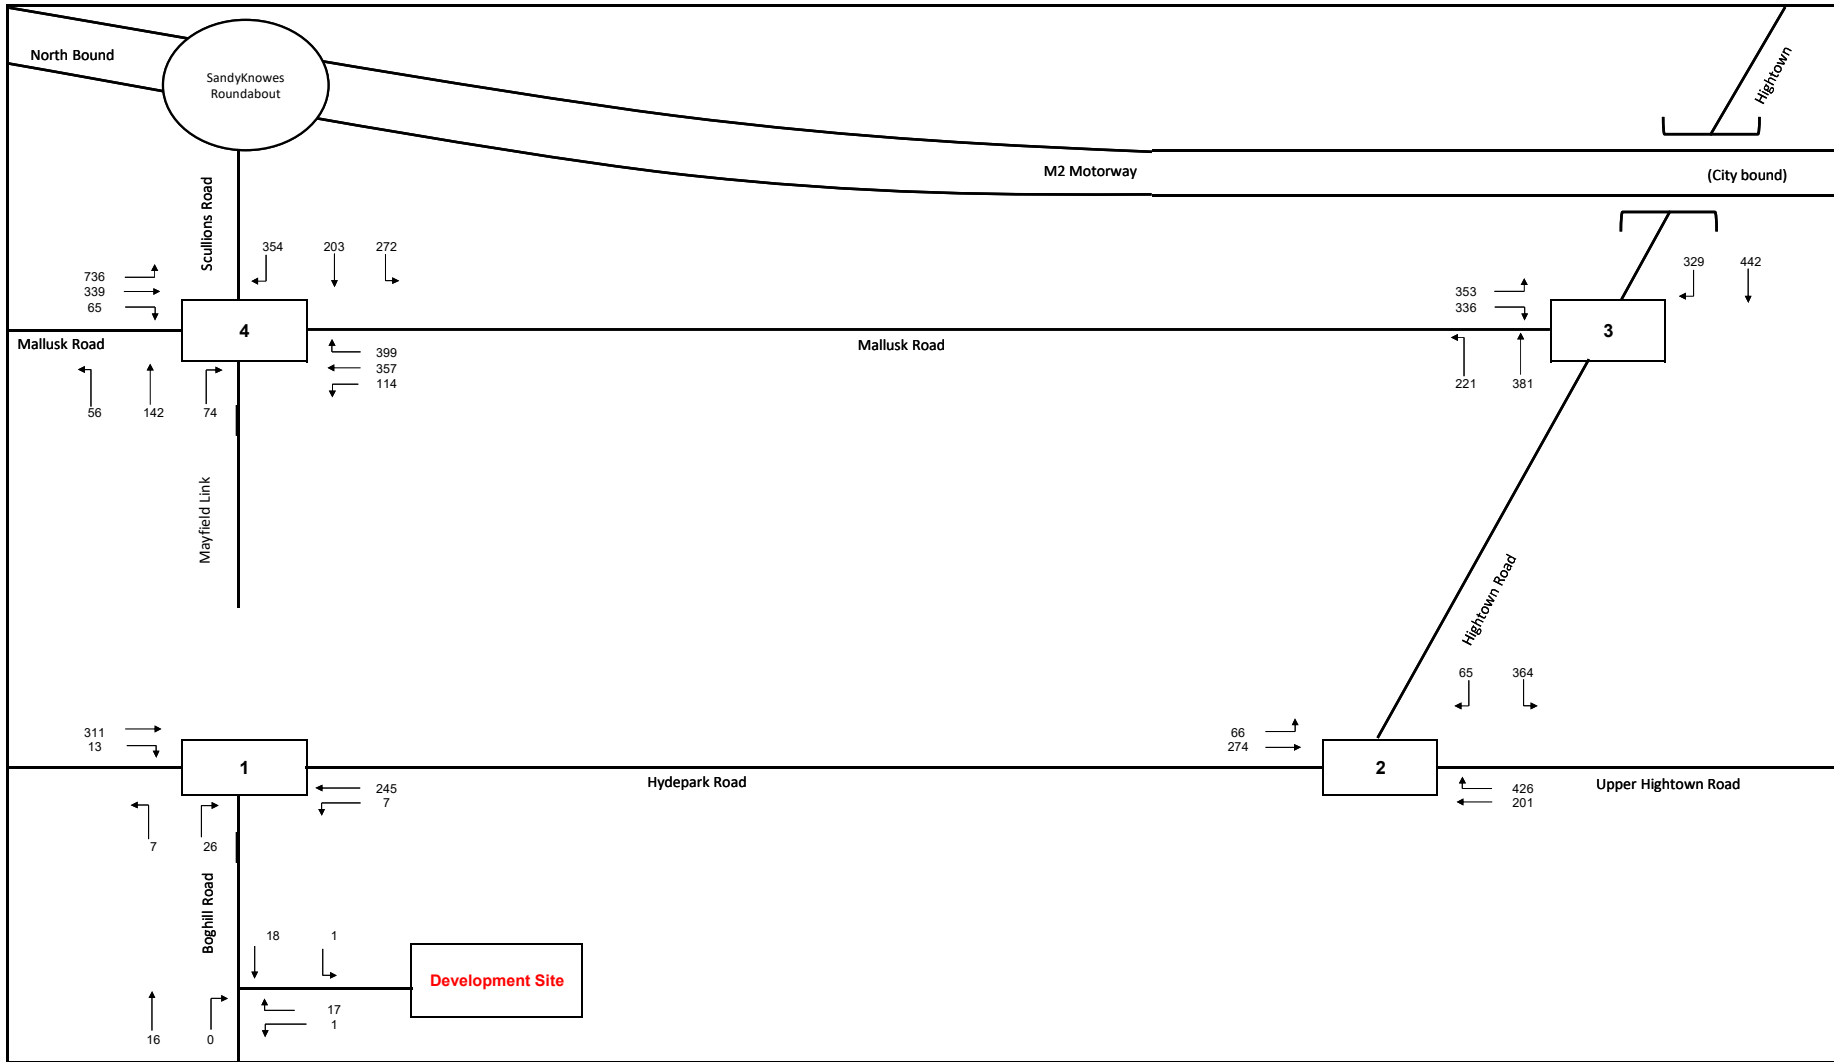 Hightown
North Bound
SandyKnowes
Roundabout
M2 Motorway
(City bound)
Scullions Road
354 203 272
736
339
65
329 442
353
336
4
3
Mallusk Road
Mallusk Road
399
357
114
56 142 74
221 381
Mayfield Link
Hightown Road
65 364
311
13
66
274
1
2
Hydepark Road
Upper Hightown Road
245
7
426
201
7 26
Boghill Road
18 1
Development Site
17
1
16 0